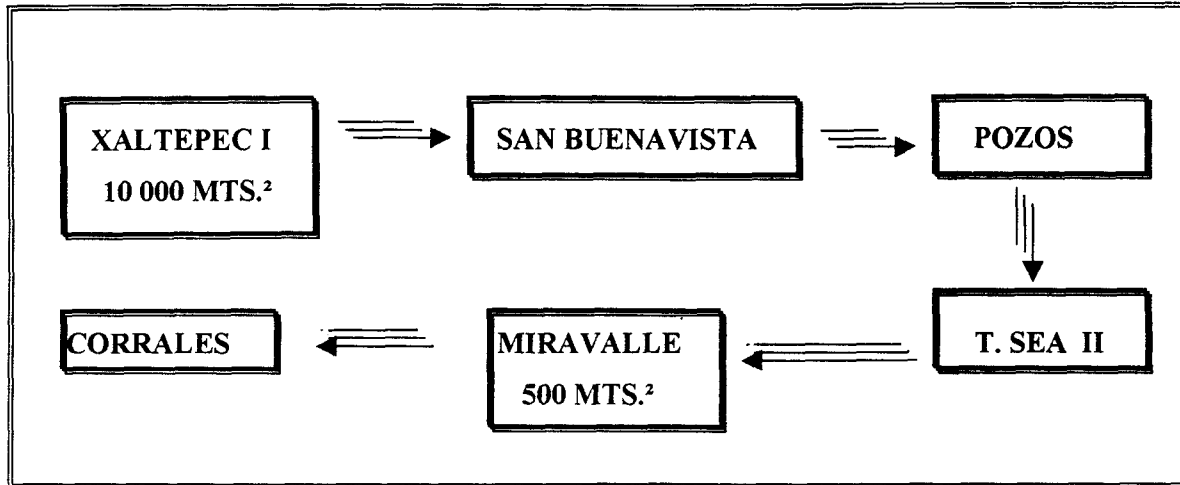 XALTEPEC I
10 000 MTS.²
SAN BUENAVISTA
POZOS
T. SEA II
MIRAVALLE
500 MTS.²
CORRALES